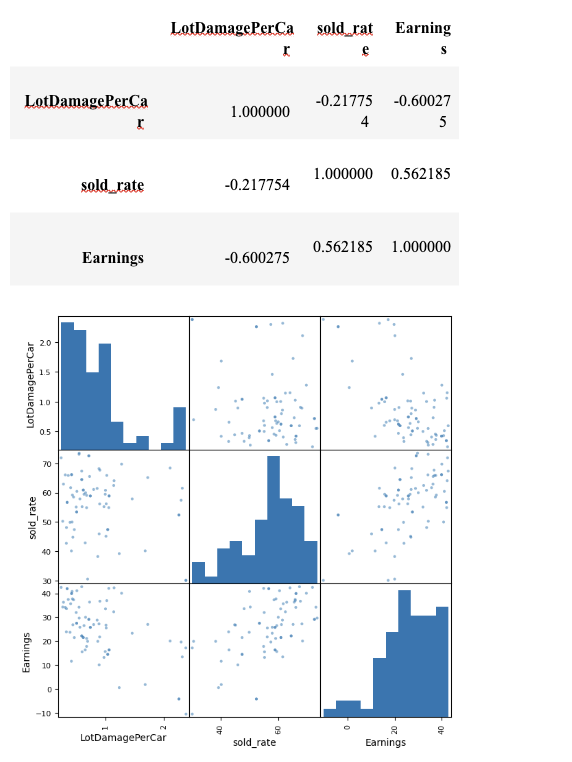 LotDamagePerCa sold_rat Earning
r e s
LotDamagePerCa
r 1.000000 -0.21775
4 -0.60027
5
sold_rate -0.217754 1.000000 0.562185
Earnings -0.600275 0.562185 1.000000
LotDamagePerCar
2.0
1.5
1.0
0.5
sold_rate
70
60
50
40
30
Earnings
40
30
20
10
0
−10
1 2 40 60 0 20 40
LotDamagePerCar sold_rate Earnings